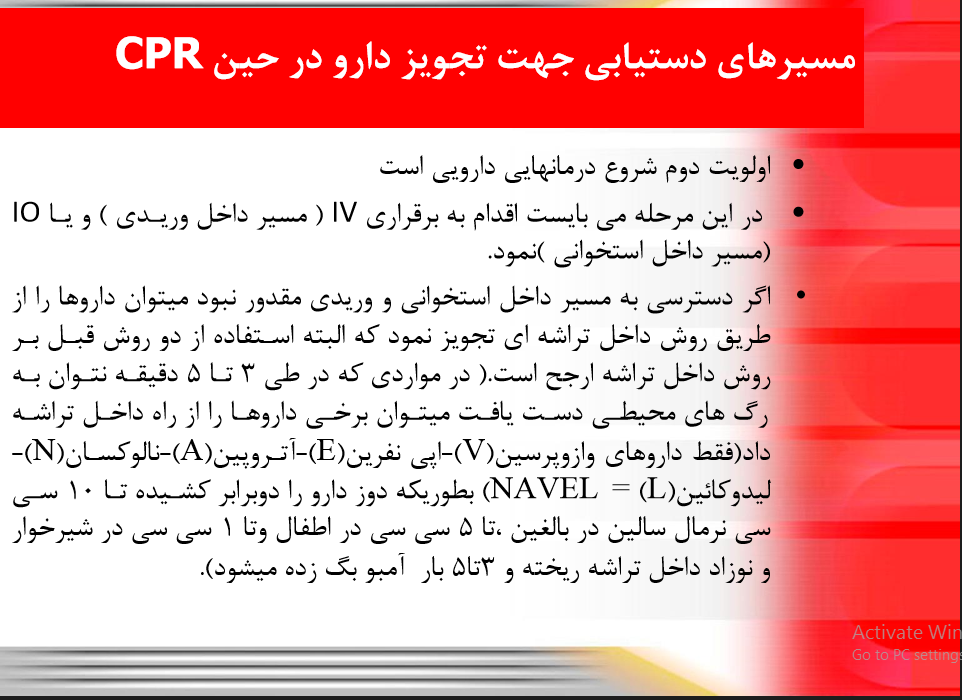 مسیرهای دستیابی جهت تجویز دارو در حین CPR
• اولویت دوم شروع درمانهایی دارویی است
• در این مرحله می بایست اقدام به برقراری IV ( مسیر داخل وریدی ) و یا IO
(مسیر داخل استخوانی )نمود.
• اگر دسترسی به مسیر داخل استخوانی و وریدی مقدور نبود میتوان داروها را از
طریق روش داخل تراشه ای تجویز نمود که البته استفاده از دو روش قبل بر
روش داخل تراشه ارجح است.( در مواردی که در طی ۳ تا ۵ دقیقه نتوان به
رگ های محیطی دست یافت میتوان برخی داروها را از راه داخل تراشه
داد(فقط داروهای وازوپرسین(V)-اپی نفرین(E)-آتروپین(A)-نالوکسان(N)-
لیدوکائین(L) = NAVEL) بطوریکه دوز دارو را دوبرابر کشیده تا ۱۰ سی
سی نرمال سالین در بالغین ،تا ۵ سی سی در اطفال وتا ۱ سی سی در شیرخوار
و نوزاد داخل تراشه ریخته و ۳تا۵ بار آمبو بگ زده میشود).
Activate Win
Go to PC settings